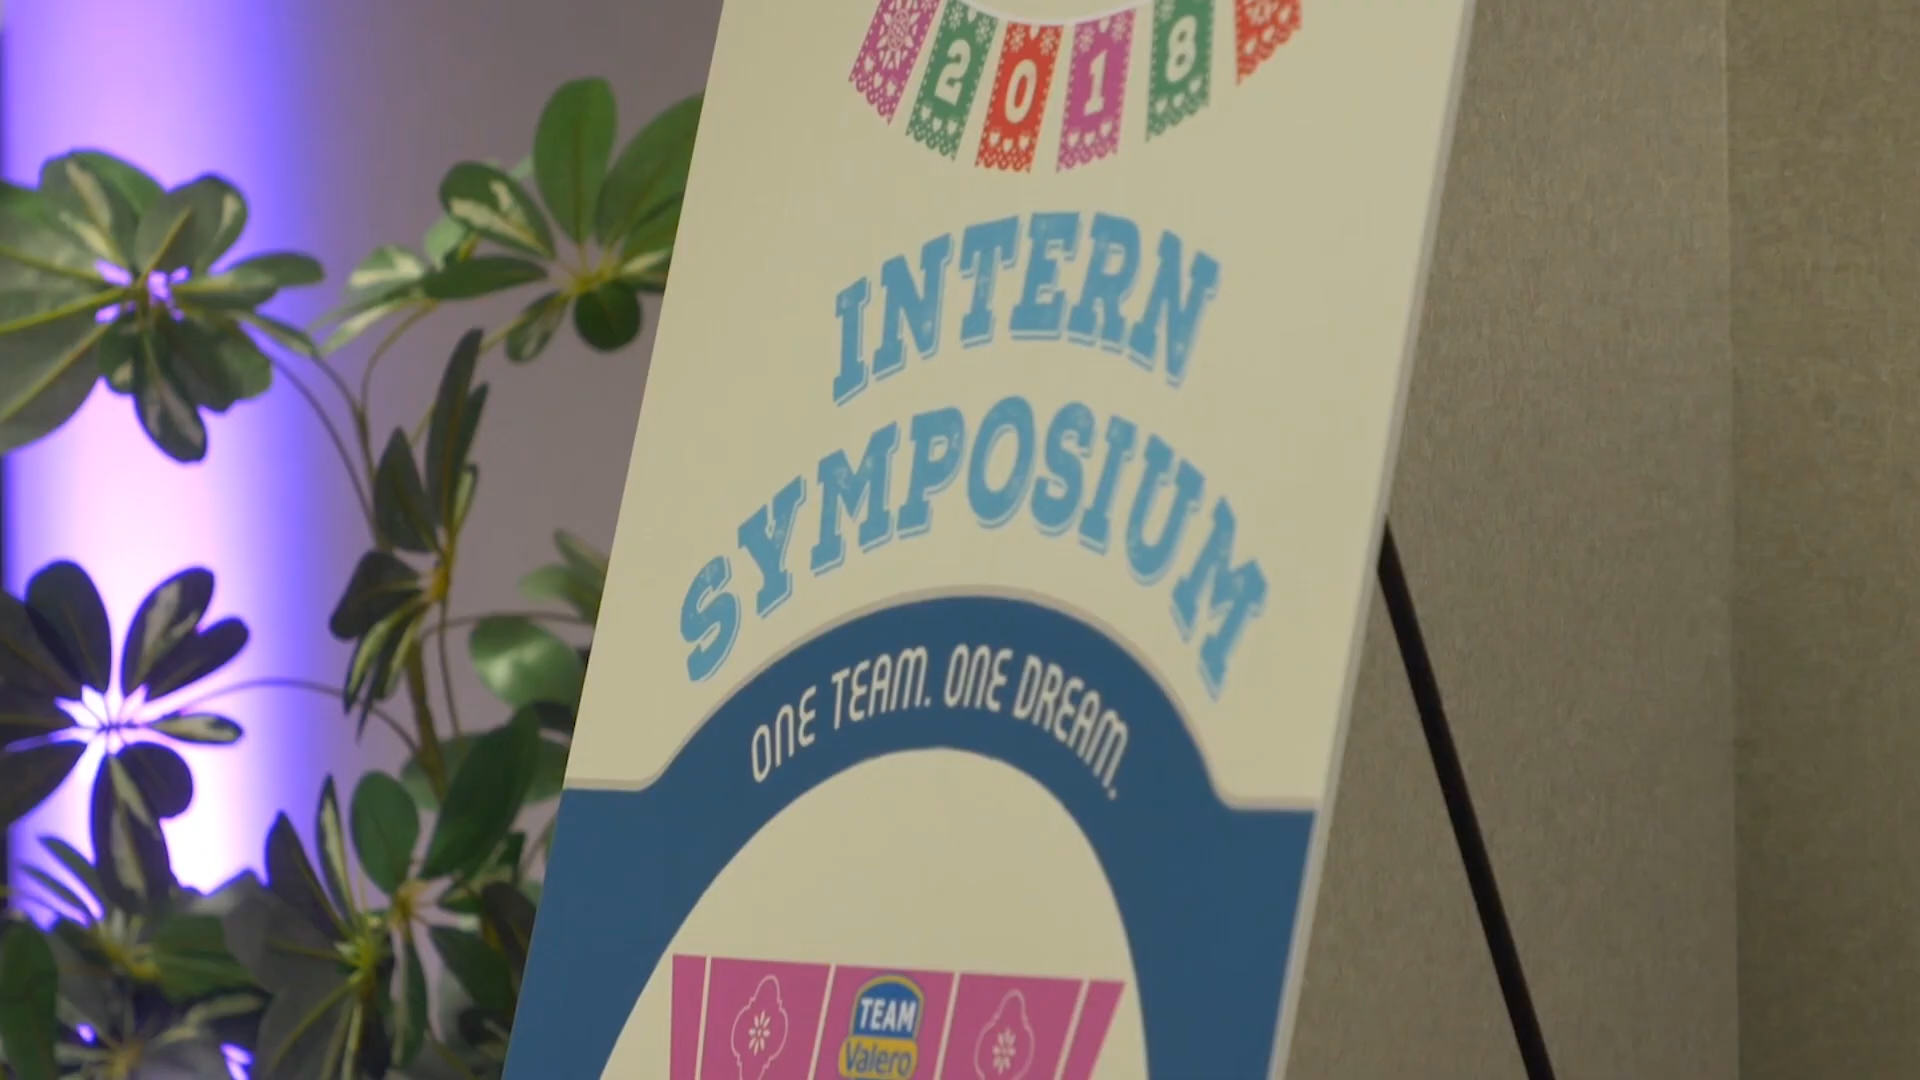 2018
INTERN
SYMPOSIUM
ONE TEAM. ONE DREAM.
TEAM
Valero